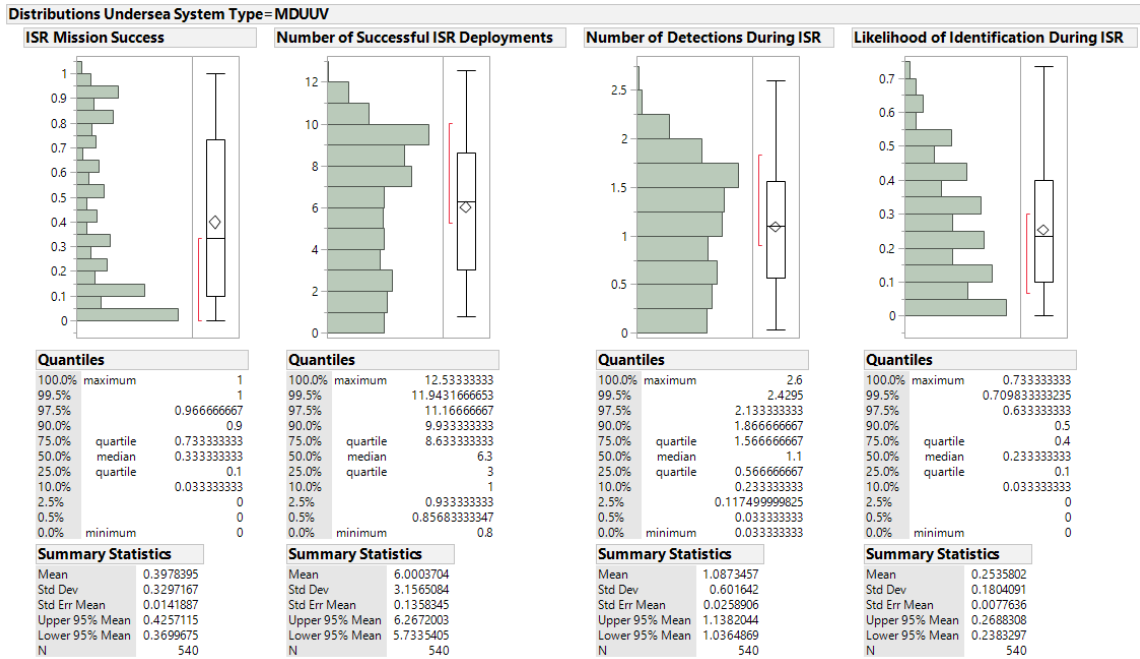 Distributions Undersea System Type=MDUUV
ISR Mission Success
1
0.9
0.8
0.7
0.6
0.5
0.4
0.3
0.2
0.1
0
Quantiles
100.0% maximum 1
99.5% 1
97.5% 0.966666667
90.0% 0.9
75.0% quartile 0.733333333
50.0% median 0.333333333
25.0% quartile 0.1
10.0% 0.033333333
2.5% 0
0.5% 0
0.0% minimum 0
Summary Statistics
Mean 0.3978395
Std Dev 0.3297167
Std Err Mean 0.0141887
Upper 95% Mean 0.4257115
Lower 95% Mean 0.3699675
N 540
Number of Successful ISR Deployments
12
10
8
6
4
2
0
Quantiles
100.0% maximum 12.53333333
99.5% 11.9431666653
97.5% 11.16666667
90.0% 9.933333333
75.0% quartile 8.633333333
50.0% median 6.3
25.0% quartile 3
10.0% 1
2.5% 0.933333333
0.5% 0.85683333347
0.0% minimum 0.8
Summary Statistics
Mean 6.0003704
Std Dev 3.1565084
Std Err Mean 0.1358345
Upper 95% Mean 6.2672003
Lower 95% Mean 5.7335405
N 540
Number of Detections During ISR
2.5
2
1.5
1
0.5
0
Quantiles
100.0% maximum 2.6
99.5% 2.4295
97.5% 2.133333333
90.0% 1.866666667
75.0% quartile 1.566666667
50.0% median 1.1
25.0% quartile 0.566666667
10.0% 0.233333333
2.5% 0.117499999825
0.5% 0.033333333
0.0% minimum 0.033333333
Summary Statistics
Mean 1.0873457
Std Dev 0.601642
Std Err Mean 0.0258906
Upper 95% Mean 1.1382044
Lower 95% Mean 1.0364869
N 540
Likelihood of Identification During ISR
0.7
0.6
0.5
0.4
0.3
0.2
0.1
0
Quantiles
100.0% maximum 0.733333333
99.5% 0.709833333235
97.5% 0.633333333
90.0% 0.5
75.0% quartile 0.4
50.0% median 0.233333333
25.0% quartile 0.1
10.0% 0.033333333
2.5% 0
0.5% 0
0.0% minimum 0
Summary Statistics
Mean 0.2535802
Std Dev 0.1804091
Std Err Mean 0.0077636
Upper 95% Mean 0.2688308
Lower 95% Mean 0.2383297
N 540